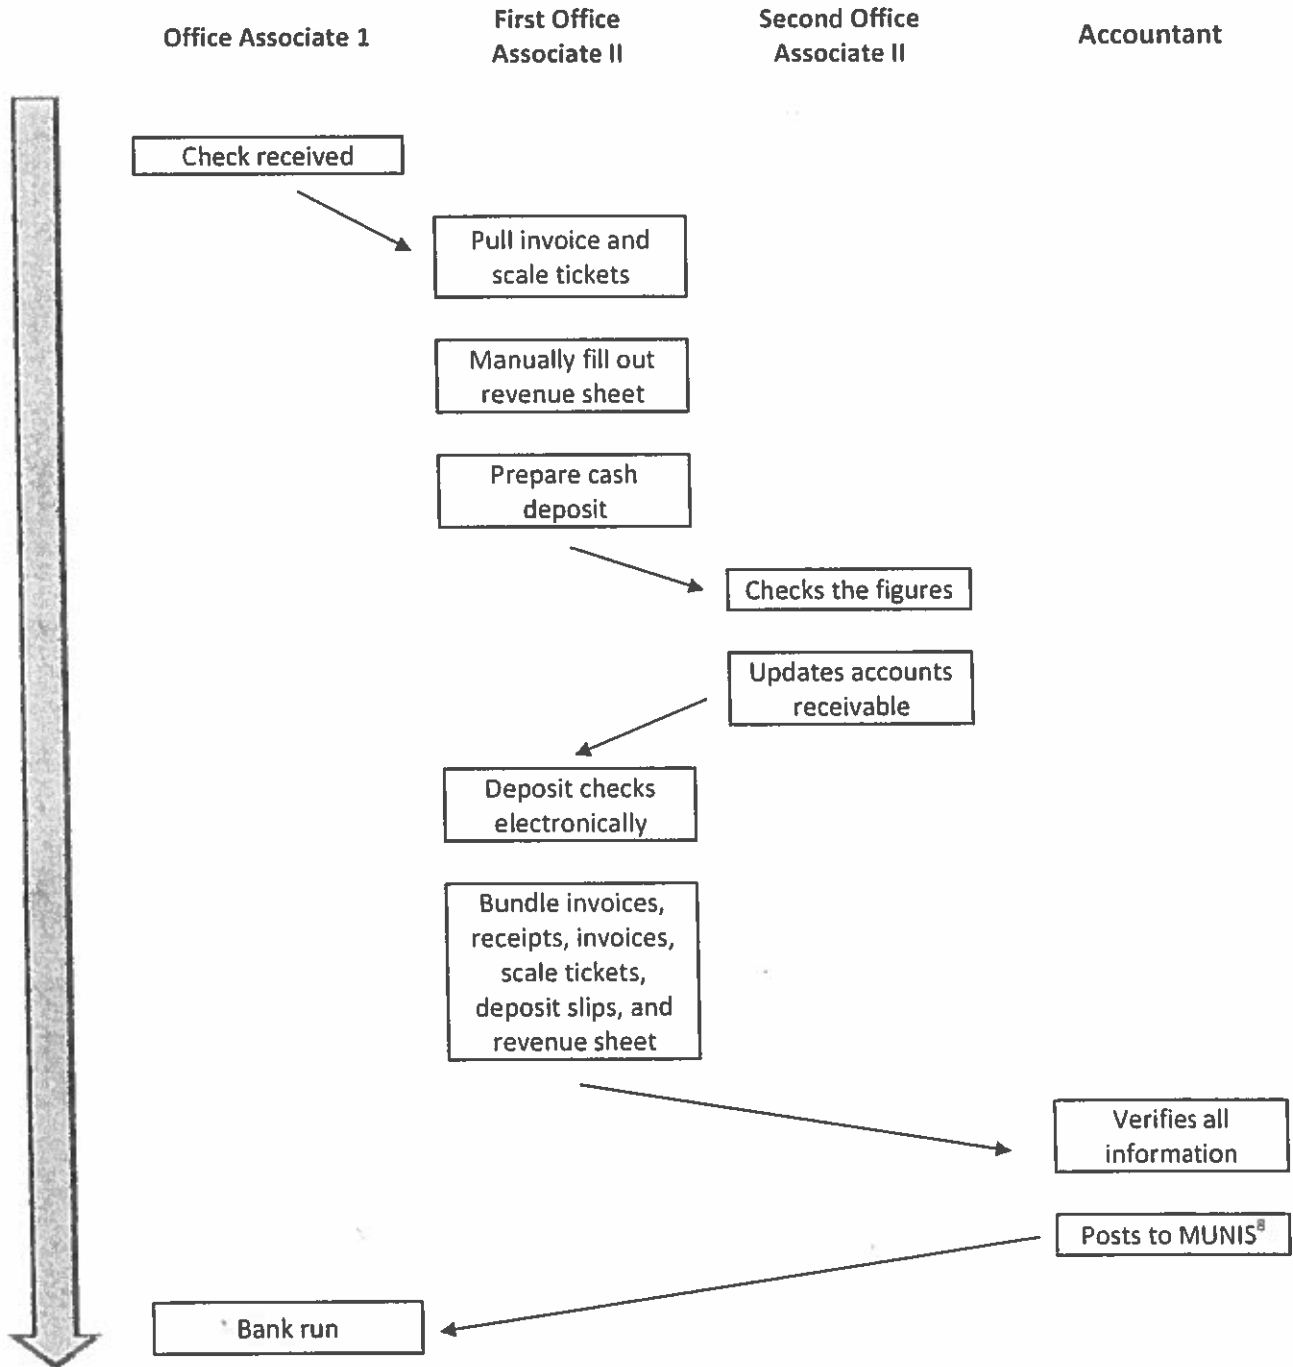 Office Associate 1
First Office
Associate II
Second Office
Associate II
Accountant
Check received
Pull invoice and
scale tickets
Manually fill out
revenue sheet
Prepare cash
deposit
Checks the figures
Updates accounts
receivable
Deposit checks
electronically
Bundle invoices,
receipts, invoices,
scale tickets,
deposit slips, and
revenue sheet
Verifies all
information
Posts to MUNIS⁸
Bank run